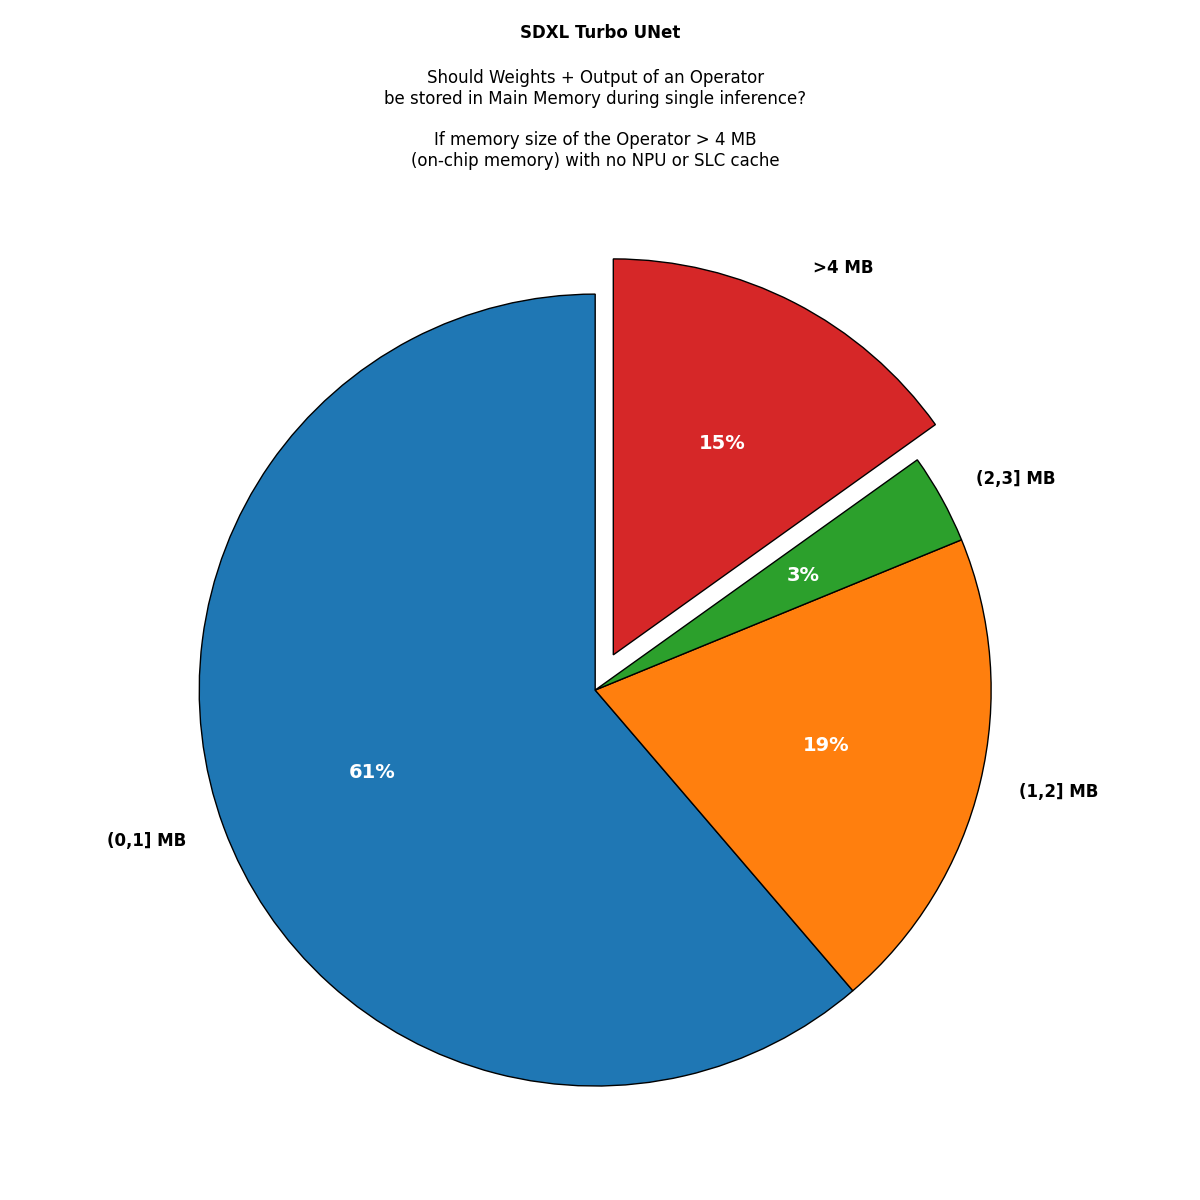 SDXL Turbo UNet
Should Weights + Output of an Operator
be stored in Main Memory during single inference?
If memory size of the Operator > 4 MB
(on-chip memory) with no NPU or SLC cache
>4 MB
15%
(2,3] MB
3%
19%
(1,2] MB
61%
(0,1] MB